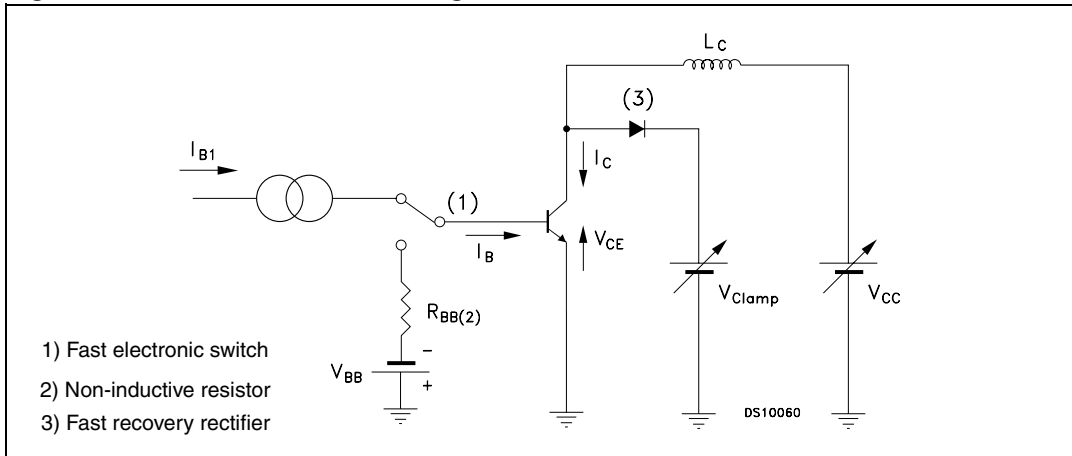 L_C
(3)
I_B1
I_C
(1)
I_B
V_CE
R_BB(2)
V_Clamp
V_CC
V_BB
−
+
1) Fast electronic switch
2) Non-inductive resistor
3) Fast recovery rectifier
DS10060